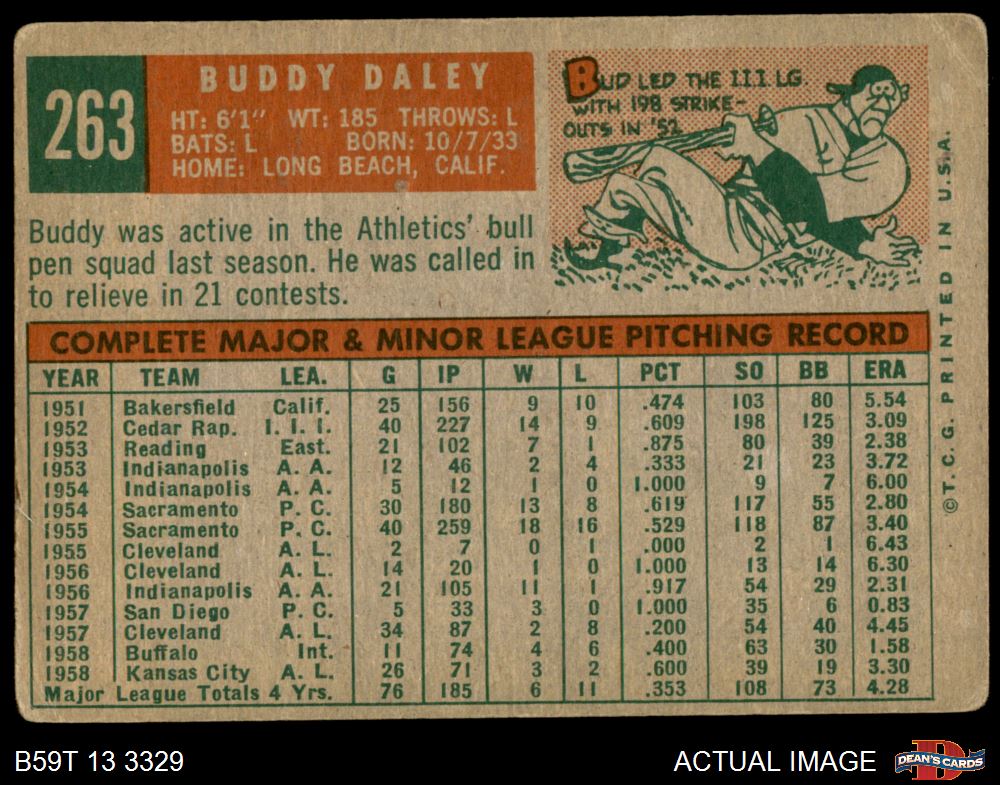 263
BUDDY DALEY
HT: 6'1" WT: 185 THROWS: L
BATS: L BORN: 10/7/33
HOME: LONG BEACH, CALIF.
BUD LED THE I.I.I. LG.
WITH 198 STRIKE-
OUTS IN '52
Buddy was active in the Athletics' bull
pen squad last season. He was called in
to relieve in 21 contests.
COMPLETE MAJOR & MINOR LEAGUE PITCHING RECORD
YEAR TEAM LEA. G IP W L PCT SO BB ERA
1951 Bakersfield Calif. 25 156 9 10 .474 103 80 5.54
1952 Cedar Rap. I. I. I. 40 227 14 9 .609 198 125 3.09
1953 Reading East. 21 102 7 1 .875 80 39 2.38
1953 Indianapolis A. A. 12 46 2 4 .333 21 23 3.72
1954 Indianapolis A. A. 5 12 1 0 1.000 9 7 6.00
1954 Sacramento P. C. 30 180 13 8 .619 117 55 2.80
1955 Sacramento P. C. 40 259 18 16 .529 118 87 3.40
1955 Cleveland A. L. 2 7 0 1 .000 2 1 6.43
1956 Cleveland A. L. 14 20 1 0 1.000 13 14 6.30
1956 Indianapolis A. A. 21 105 11 1 .917 54 29 2.31
1957 San Diego P. C. 5 33 3 0 1.000 35 6 0.83
1957 Cleveland A. L. 34 87 2 8 .200 54 40 4.45
1958 Buffalo Int. 11 74 4 6 .400 63 30 1.58
1958 Kansas City A. L. 26 71 3 2 .600 39 19 3.30
Major League Totals 4 Yrs. 76 185 6 11 .353 108 73 4.28
©T.C.G. PRINTED IN U.S.A.
B59T 13 3329
ACTUAL IMAGE
DEAN'S CARDS